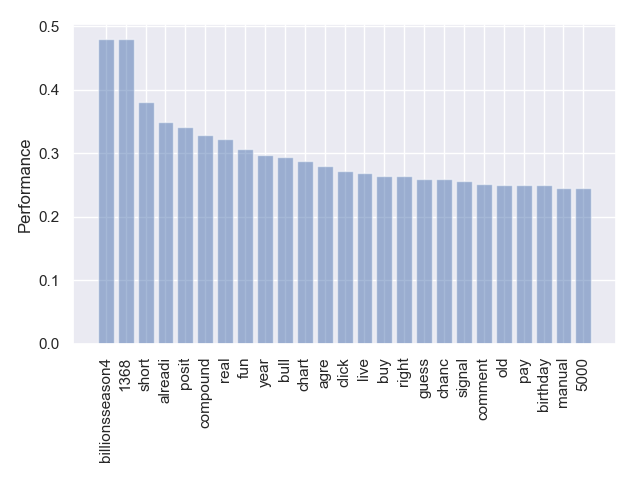 0.5
0.4
0.3
0.2
0.1
0.0
Performance
billionsseason4
1368
short
alreadi
posit
compound
real
fun
year
bull
chart
agre
dick
live
buy
right
guess
chanc
signal
comment
old
pay
birthday
manual
5000